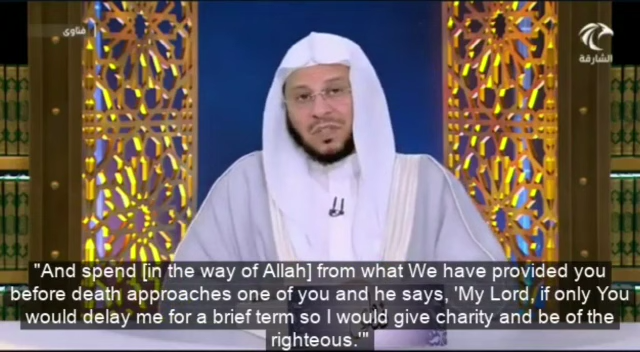 فتاوى
الشارقة
"And spend [in the way of Allah] from what We have provided you
before death approaches one of you and he says, 'My Lord, if only You
would delay me for a brief term so I would give charity and be of the
righteous.'"